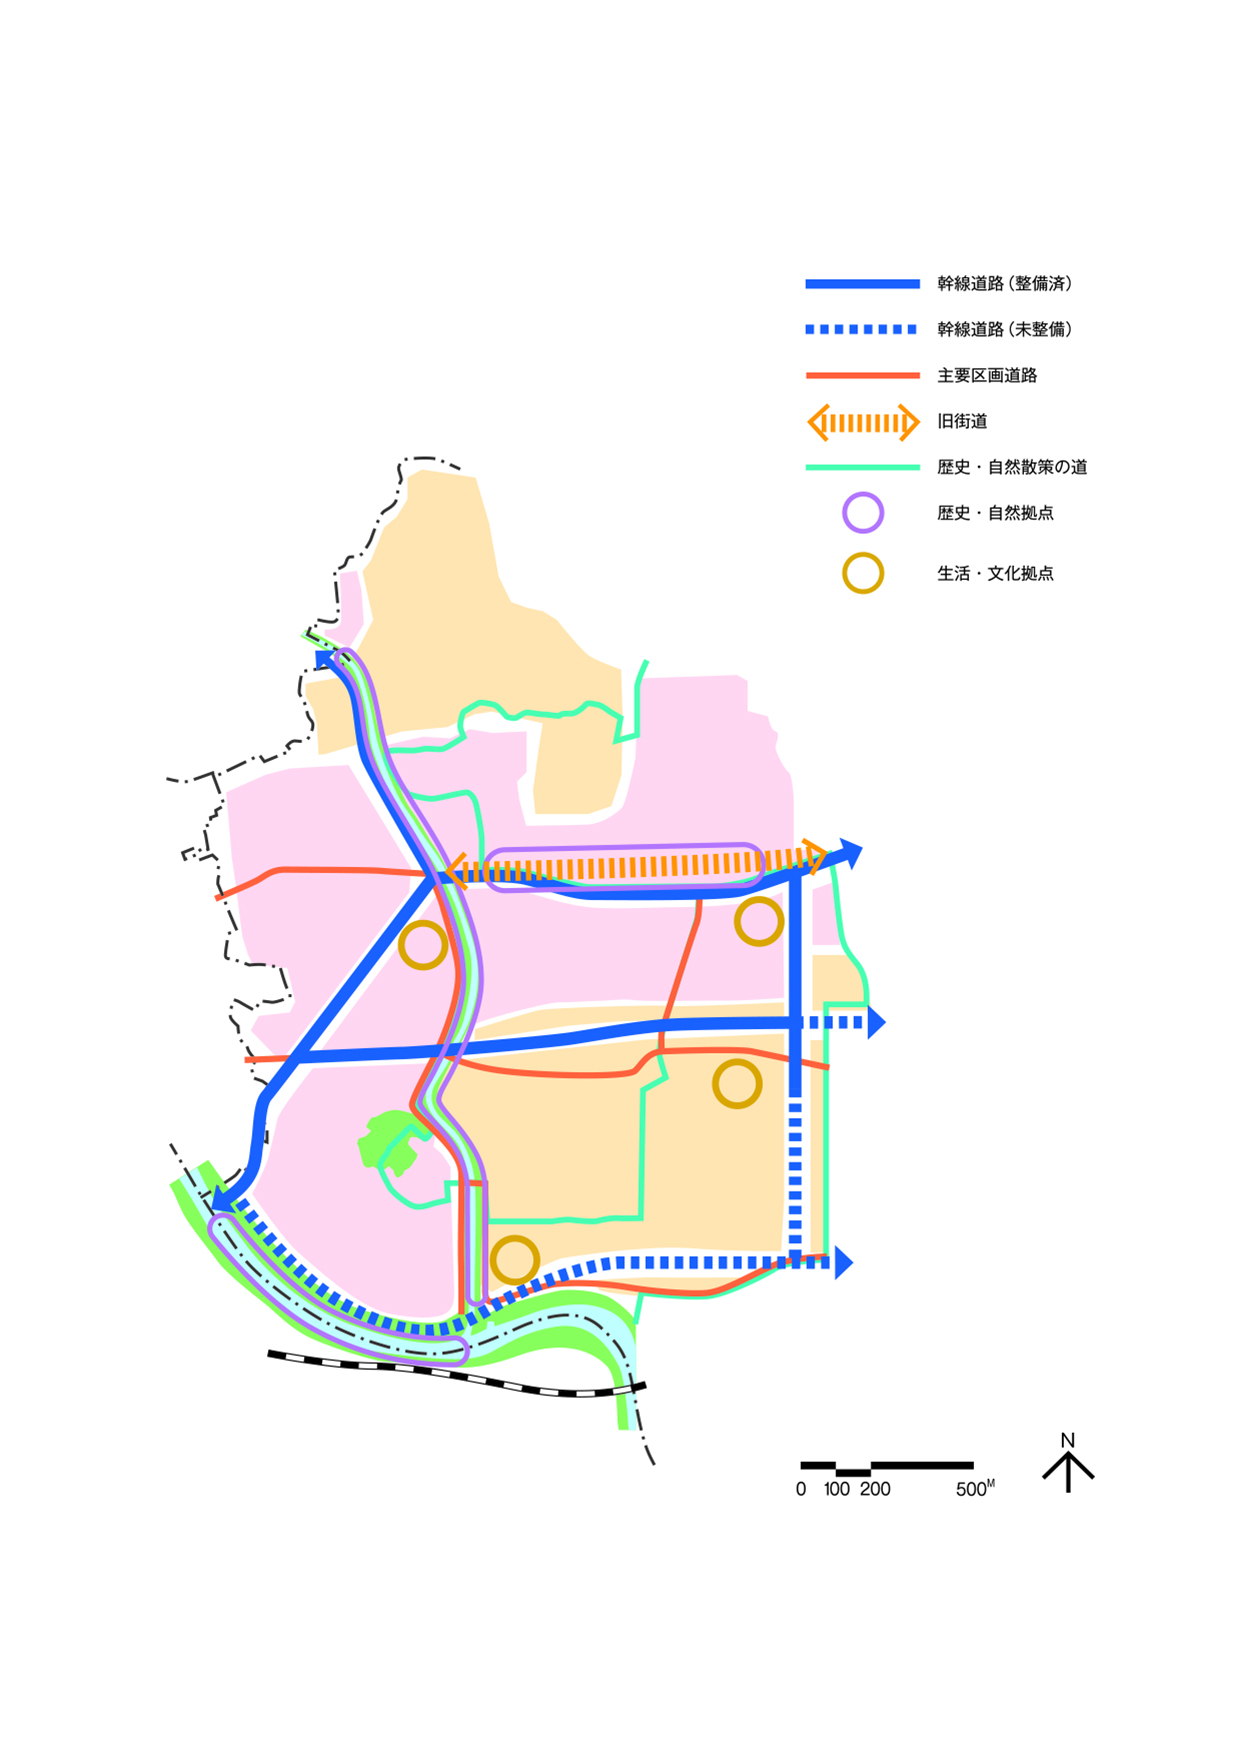 幹線道路（整備済）
幹線道路（未整備）
主要区画道路
旧街道
歴史・自然散策の道
歴史・自然拠点
生活・文化拠点
N
0 100 200 500M